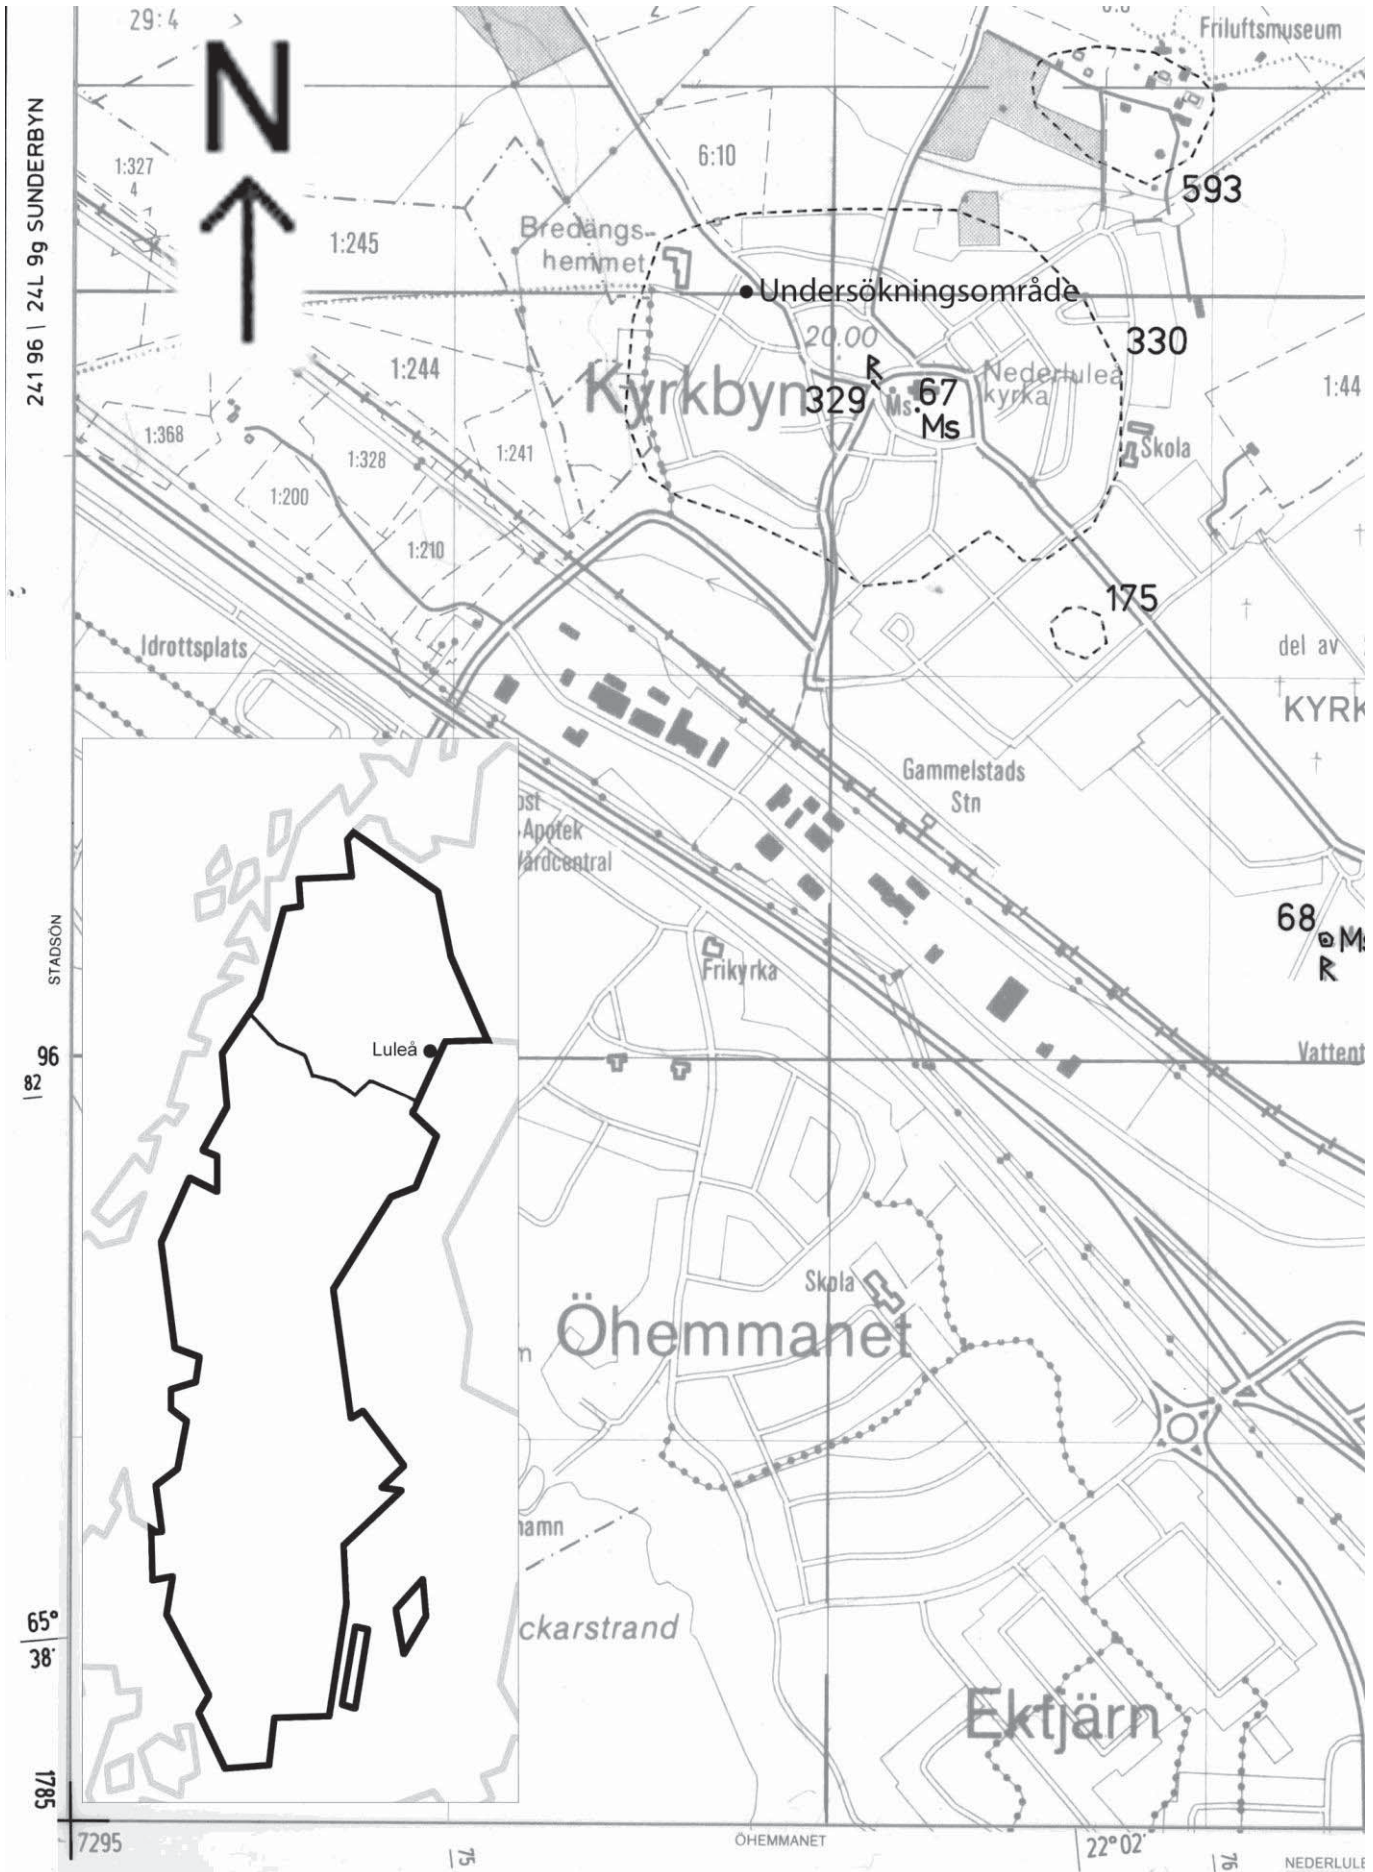 29:4
Friluftsmuseum
N
24196 | 24L 9g SUNDERBYN
1:327
4
6:10
593
1:245
Bredängs-
hemmet
Undersökningsområde
20.00
330
1:244
Kyrkbyn
R
329
Ms
67
Ms
Nederluleå
kyrka
1:44
1:368
1:328
1:241
Skola
1:200
1:210
175
Idrottsplats
del av
KYRK
Gammelstads
Stn
ost
Apotek
Vårdcentral
STADSÖN
68
Ms
R
Frikyrka
Luleå
96
82
Vattent
Skola
Öhemmanet
hamn
65°
38'
ckarstrand
Ektjärn
1785
7295
ÖHEMMANET
22°02'
75
76
NEDERLULE